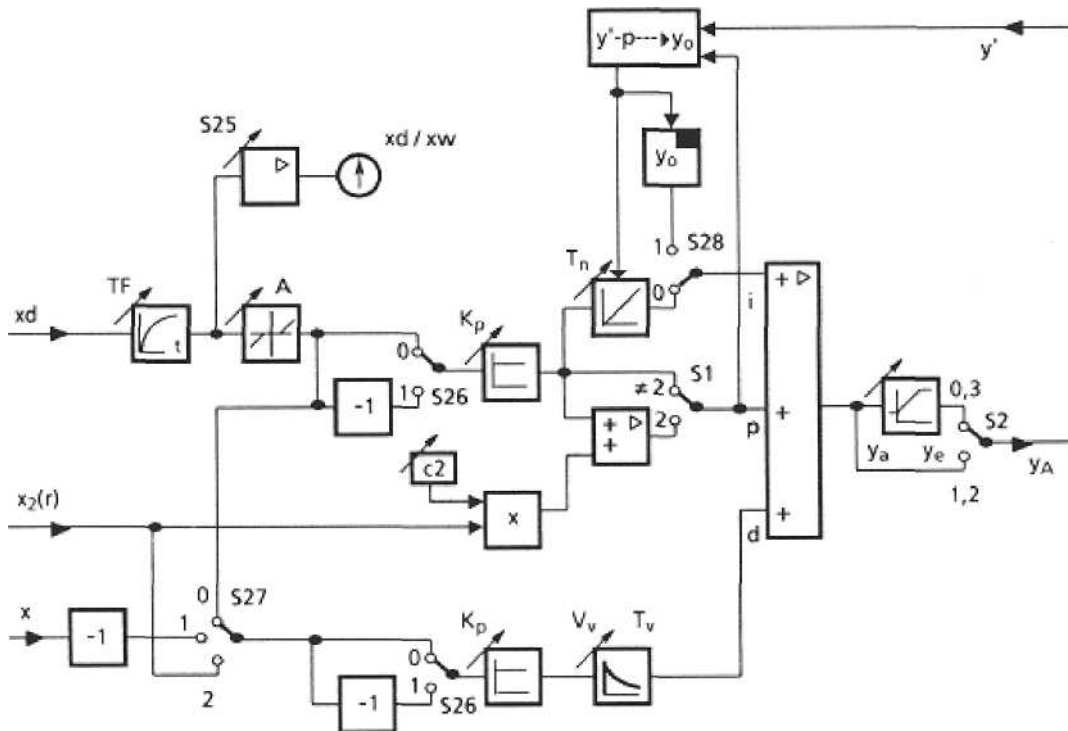 y'-p---▸y₀
y'
S25
xd / xw
y₀
1
S28
Tₙ
TF
A
0
i
xd
t
Kₚ
0
S1
≠2
1
S26
-1
+
+
2
p
+
+
0,3
S2
yₐ
yₑ
y_A
1,2
c2
x₂(r)
x
+
d
0
S27
x
1
-1
Kₚ
Vᵥ
Tᵥ
0
2
-1
1
S26